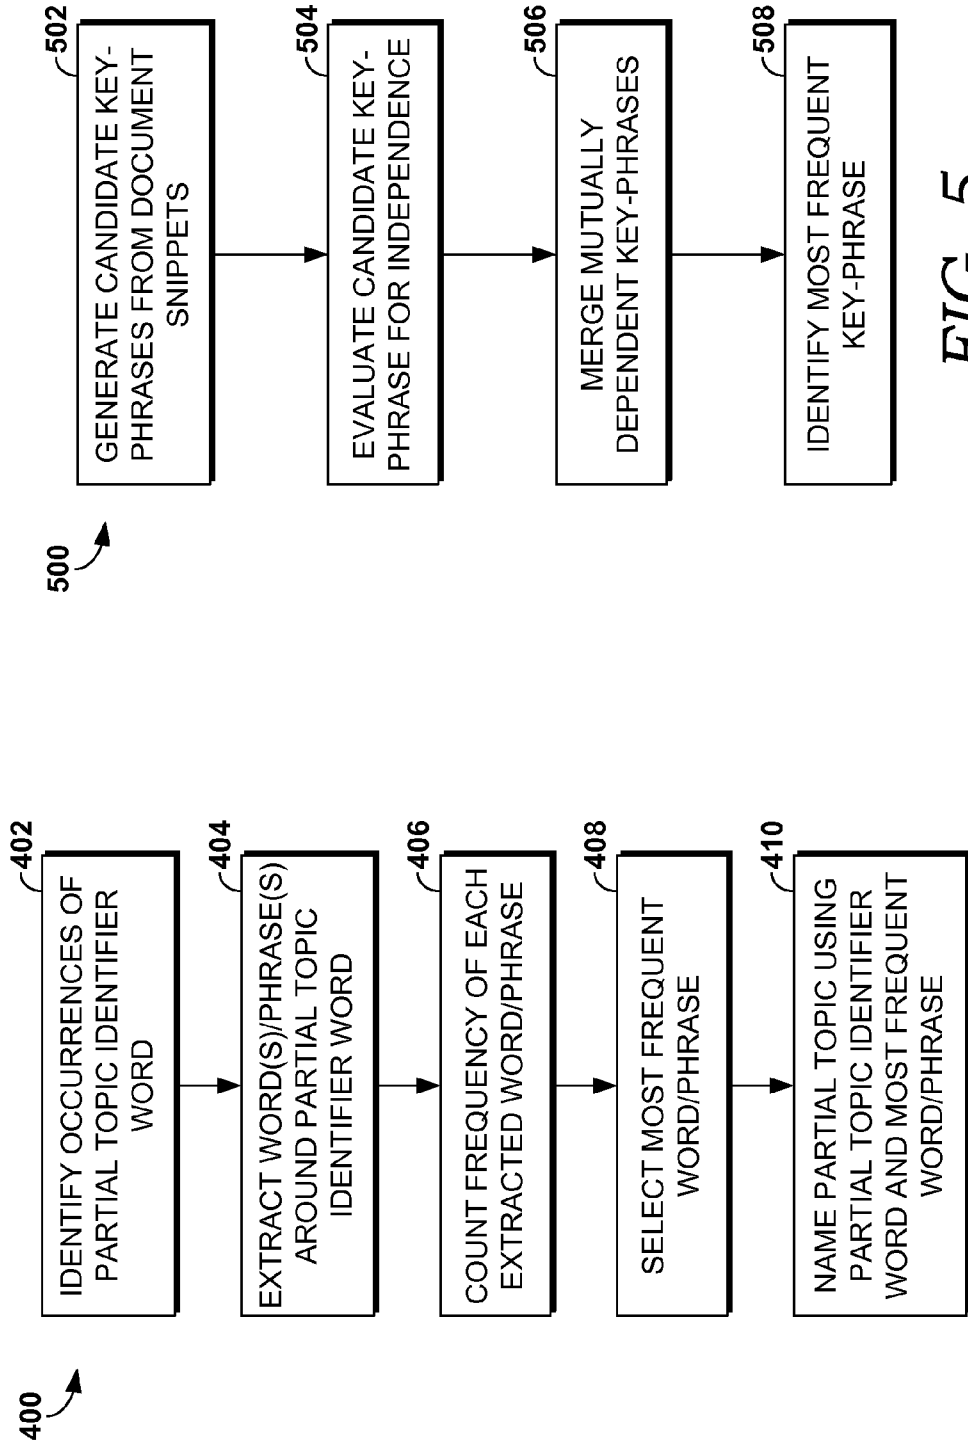 400
402
IDENTIFY OCCURRENCES OF
PARTIAL TOPIC IDENTIFIER
WORD
404
EXTRACT WORD(S)/PHRASE(S)
AROUND PARTIAL TOPIC
IDENTIFIER WORD
406
COUNT FREQUENCY OF EACH
EXTRACTED WORD/PHRASE
408
SELECT MOST FREQUENT
WORD/PHRASE
410
NAME PARTIAL TOPIC USING
PARTIAL TOPIC IDENTIFIER
WORD AND MOST FREQUENT
WORD/PHRASE
500
502
GENERATE CANDIDATE KEY-
PHRASES FROM DOCUMENT
SNIPPETS
504
EVALUATE CANDIDATE KEY-
PHRASE FOR INDEPENDENCE
506
MERGE MUTUALLY
DEPENDENT KEY-PHRASES
508
IDENTIFY MOST FREQUENT
KEY-PHRASE
FIG. 5